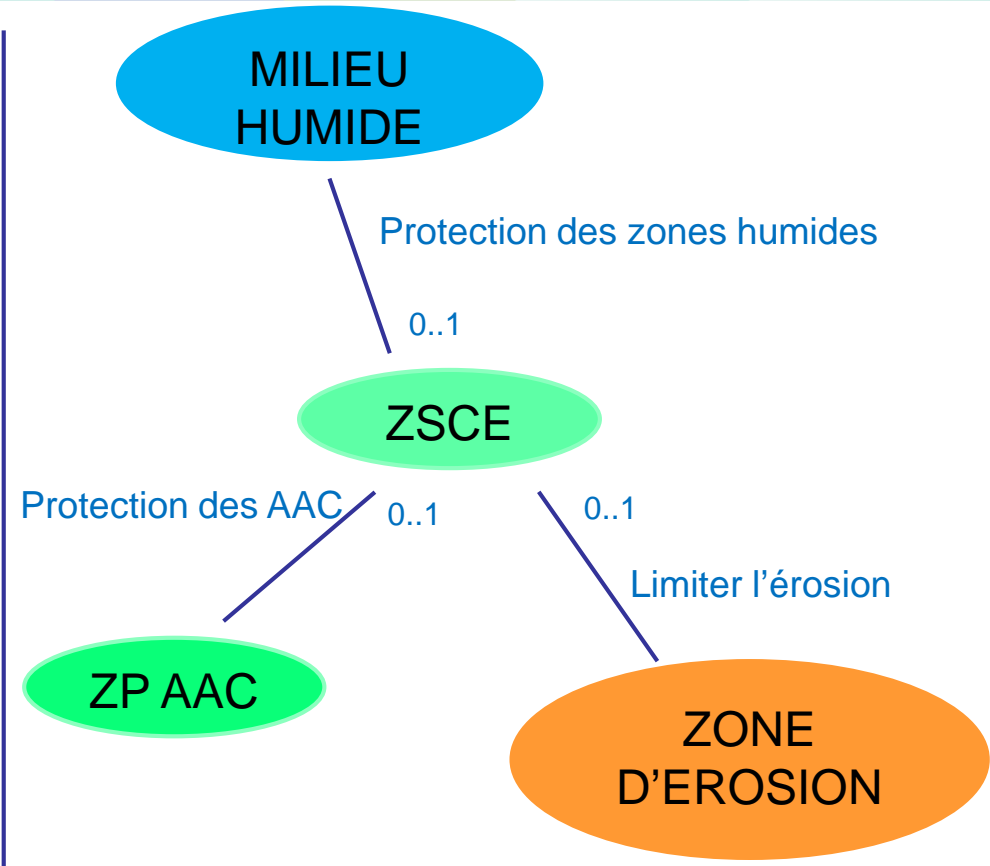 MILIEU
HUMIDE
Protection des zones humides
0..1
ZSCE
Protection des AAC
0..1
0..1
Limiter l’érosion
ZP AAC
ZONE
D’EROSION